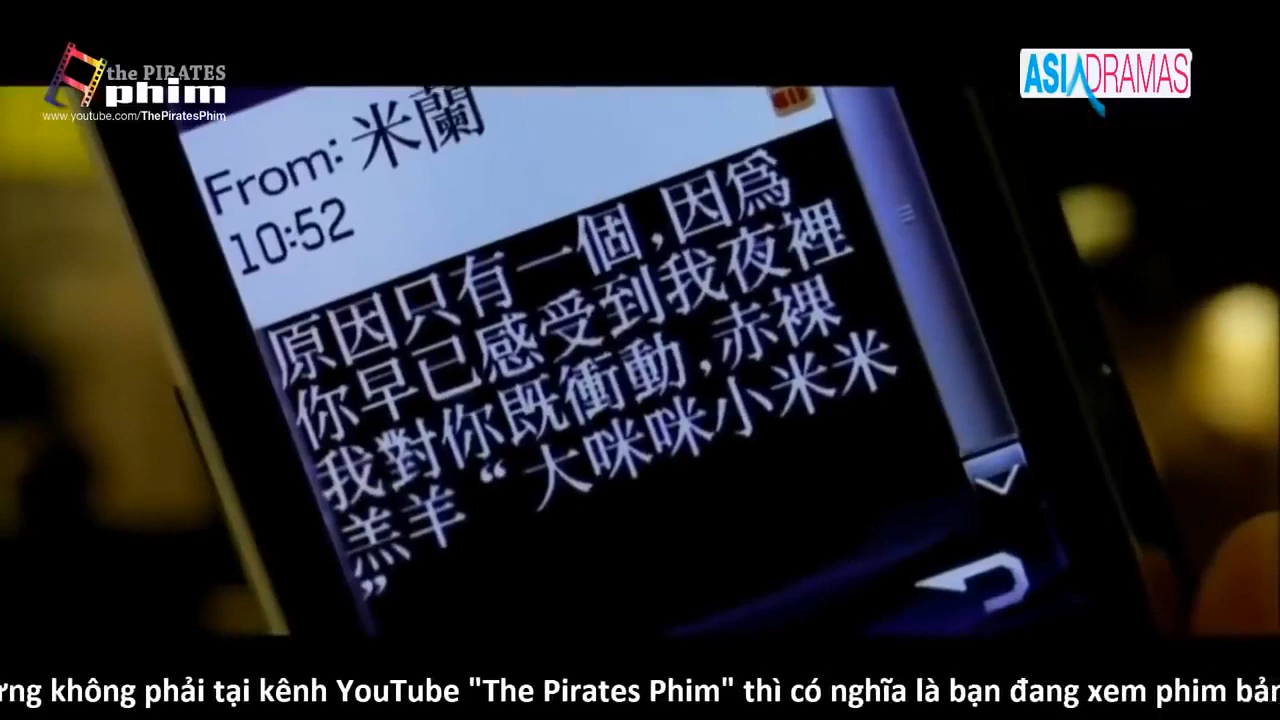 the PIRATES
phim
www.youtube.com/ThePiratesPhim
ASIADRAMAS
From: 米蘭
10:52
原因只有一個,因爲
你早已感受到我夜裡
我對你既衝動,赤裸
羔羊“大咪咪小米米
”
ưng không phải tại kênh YouTube "The Pirates Phim" thì có nghĩa là bạn đang xem phim bản